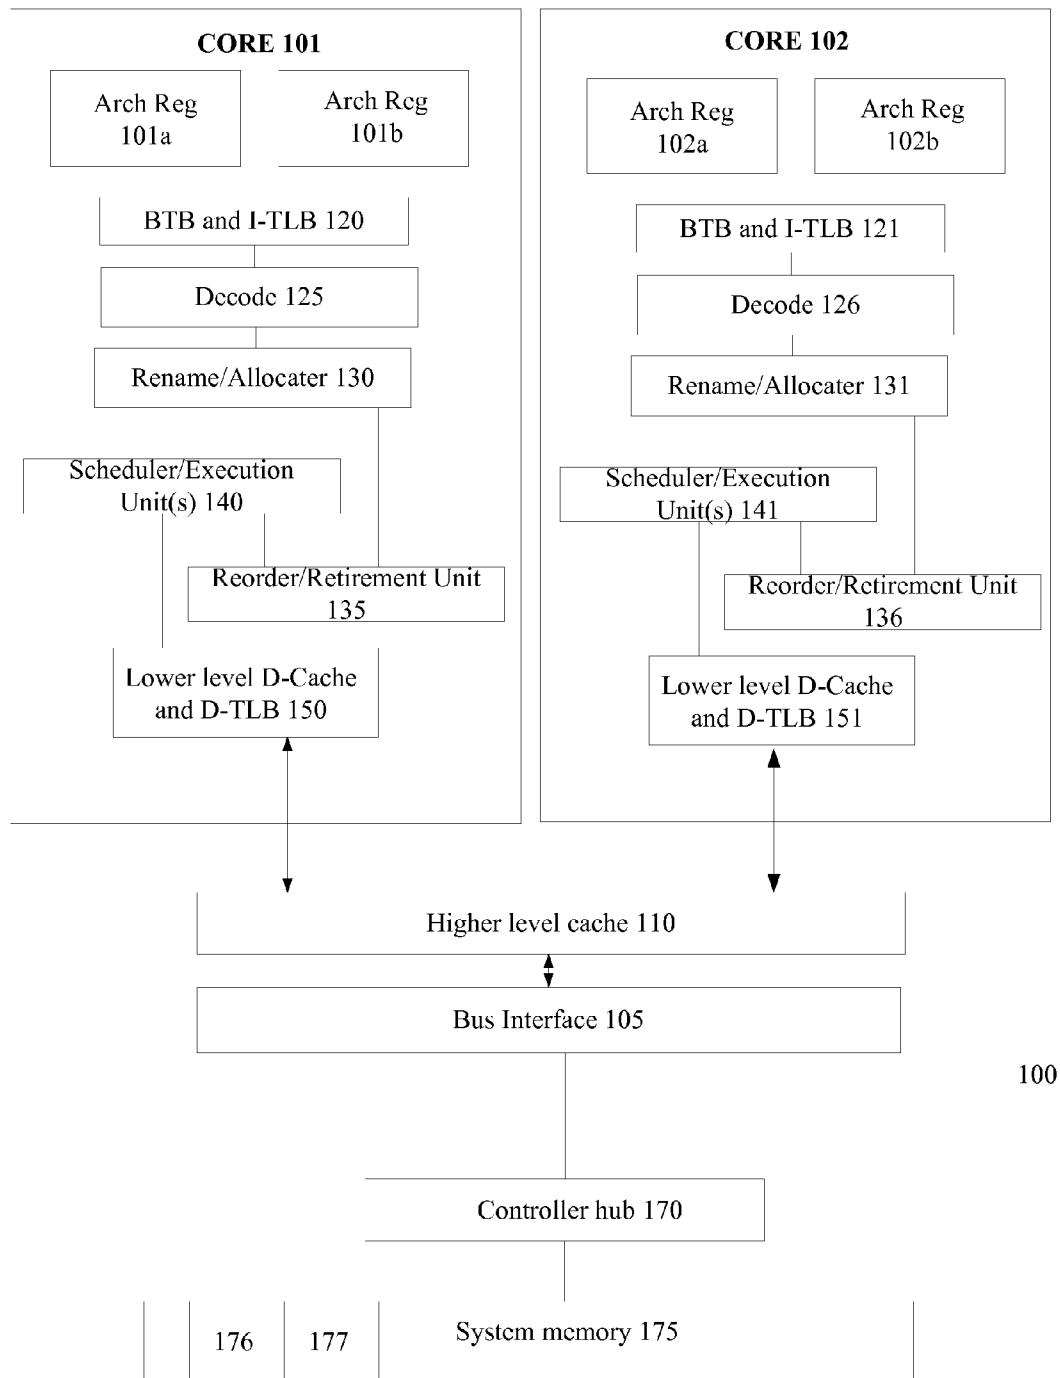 CORE 101
Arch Reg
101a
Arch Reg
101b
BTB and I-TLB 120
Decode 125
Rename/Allocater 130
Scheduler/Execution
Unit(s) 140
Reorder/Retirement Unit
135
Lower level D-Cache
and D-TLB 150
CORE 102
Arch Reg
102a
Arch Reg
102b
BTB and I-TLB 121
Decode 126
Rename/Allocater 131
Scheduler/Execution
Unit(s) 141
Reorder/Retirement Unit
136
Lower level D-Cache
and D-TLB 151
Higher level cache 110
Bus Interface 105
100
Controller hub 170
176
177
System memory 175